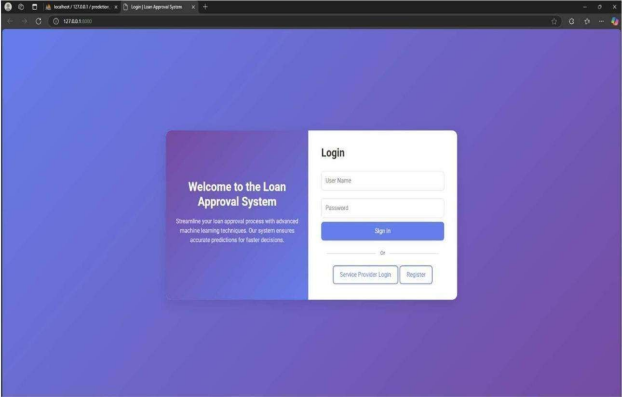 localhost / 127.0.0.1 / prediction
Login | Loan Approval System
127.0.0.1:8000
Login
Welcome to the Loan
Approval System
Streamline your loan approval process with advanced
machine learning techniques. Our system ensures
accurate predictions for faster decisions.
User Name
Password
Sign In
Or
Service Provider Login
Register